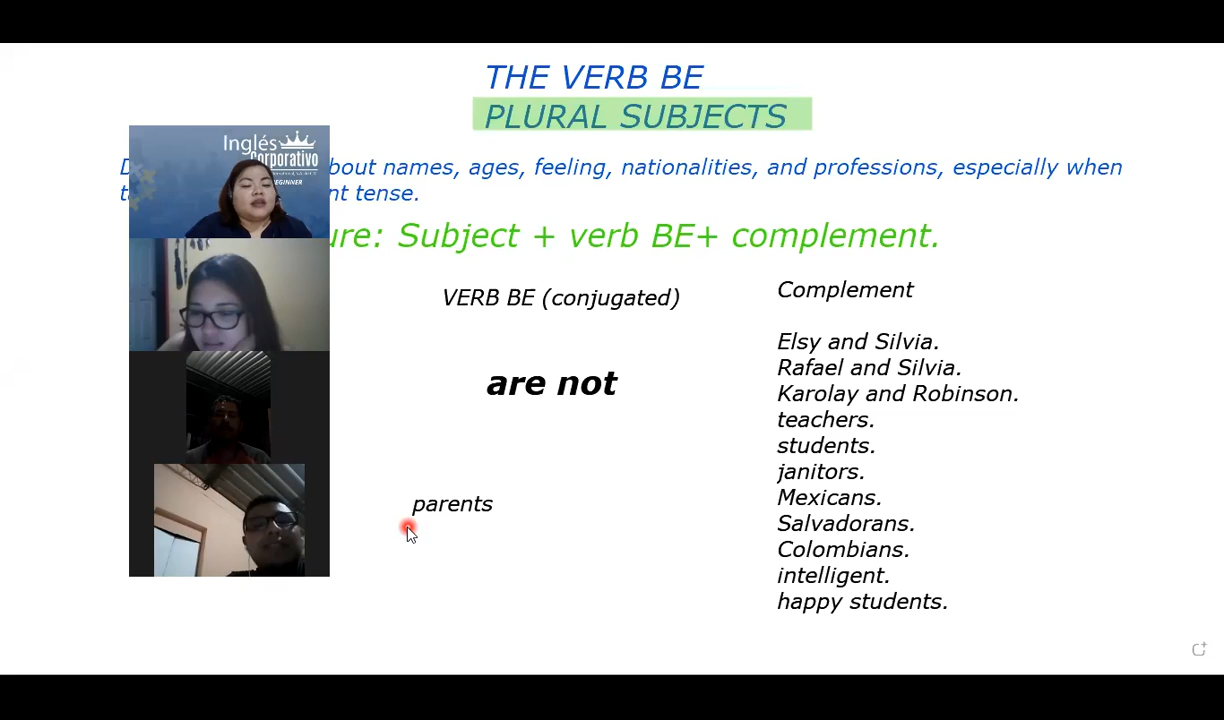 THE VERB BE
PLURAL SUBJECTS
bout names, ages, feeling, nationalities, and professions, especially when
nt tense.
ure: Subject + verb BE+ complement.
Inglés
Corporativo
BEGINNER
VERB BE (conjugated)
Complement
are not
Elsy and Silvia.
Rafael and Silvia.
Karolay and Robinson.
teachers.
students.
janitors.
Mexicans.
Salvadorans.
Colombians.
intelligent.
happy students.
parents